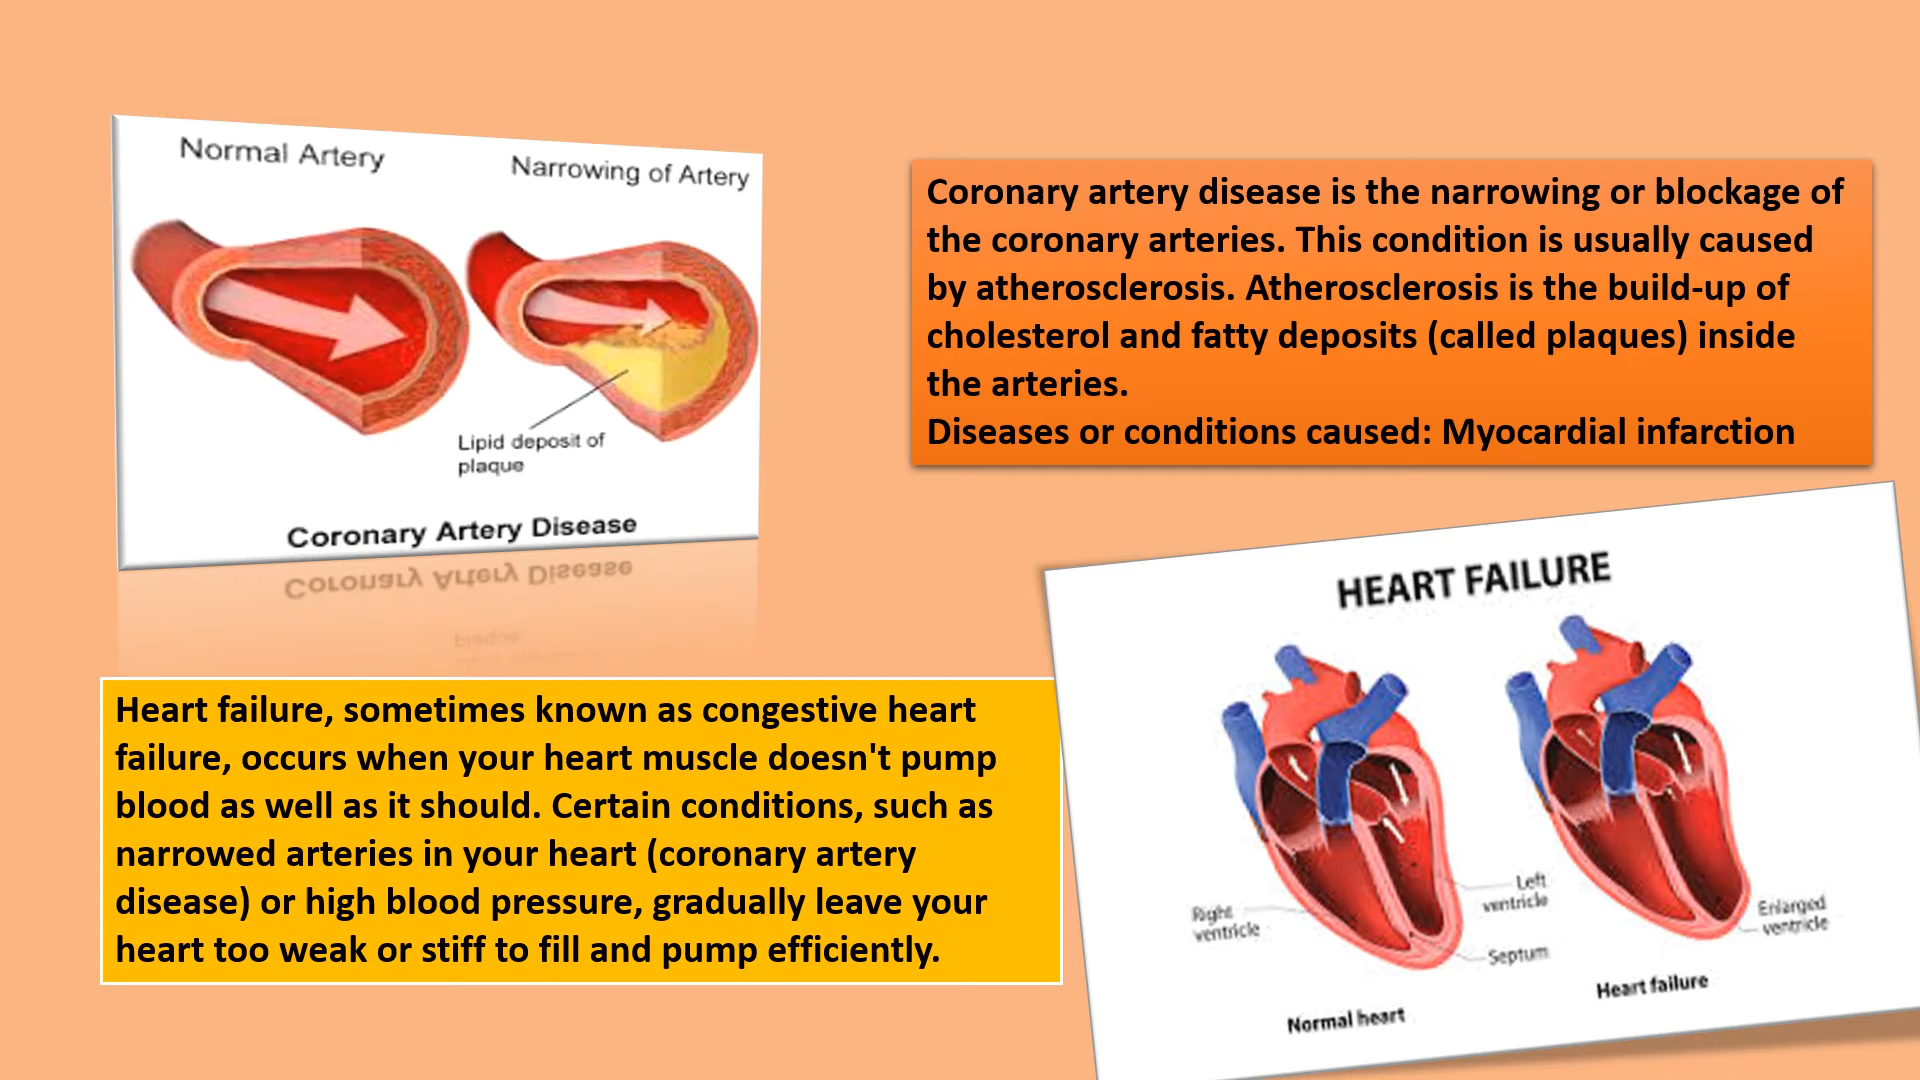 Normal Artery
Narrowing of Artery
Lipid deposit of
plaque
Coronary Artery Disease
Coronary artery disease is the narrowing or blockage of
the coronary arteries. This condition is usually caused
by atherosclerosis. Atherosclerosis is the build-up of
cholesterol and fatty deposits (called plaques) inside
the arteries.
Diseases or conditions caused: Myocardial infarction
Heart failure, sometimes known as congestive heart
failure, occurs when your heart muscle doesn't pump
blood as well as it should. Certain conditions, such as
narrowed arteries in your heart (coronary artery
disease) or high blood pressure, gradually leave your
heart too weak or stiff to fill and pump efficiently.
HEART FAILURE
Right
ventricle
Left
ventricle
Septum
Enlarged
ventricle
Normal heart
Heart failure